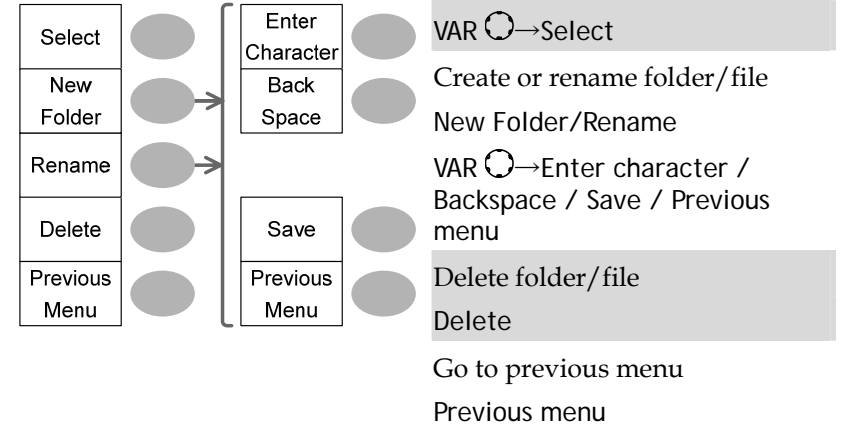 Select
New
Folder
Rename
Delete
Previous
Menu
Enter
Character
Back
Space
Save
Previous
Menu
VAR →Select
Create or rename folder/file
New Folder/Rename
VAR →Enter character /
Backspace / Save / Previous
menu
Delete folder/file
Delete
Go to previous menu
Previous menu